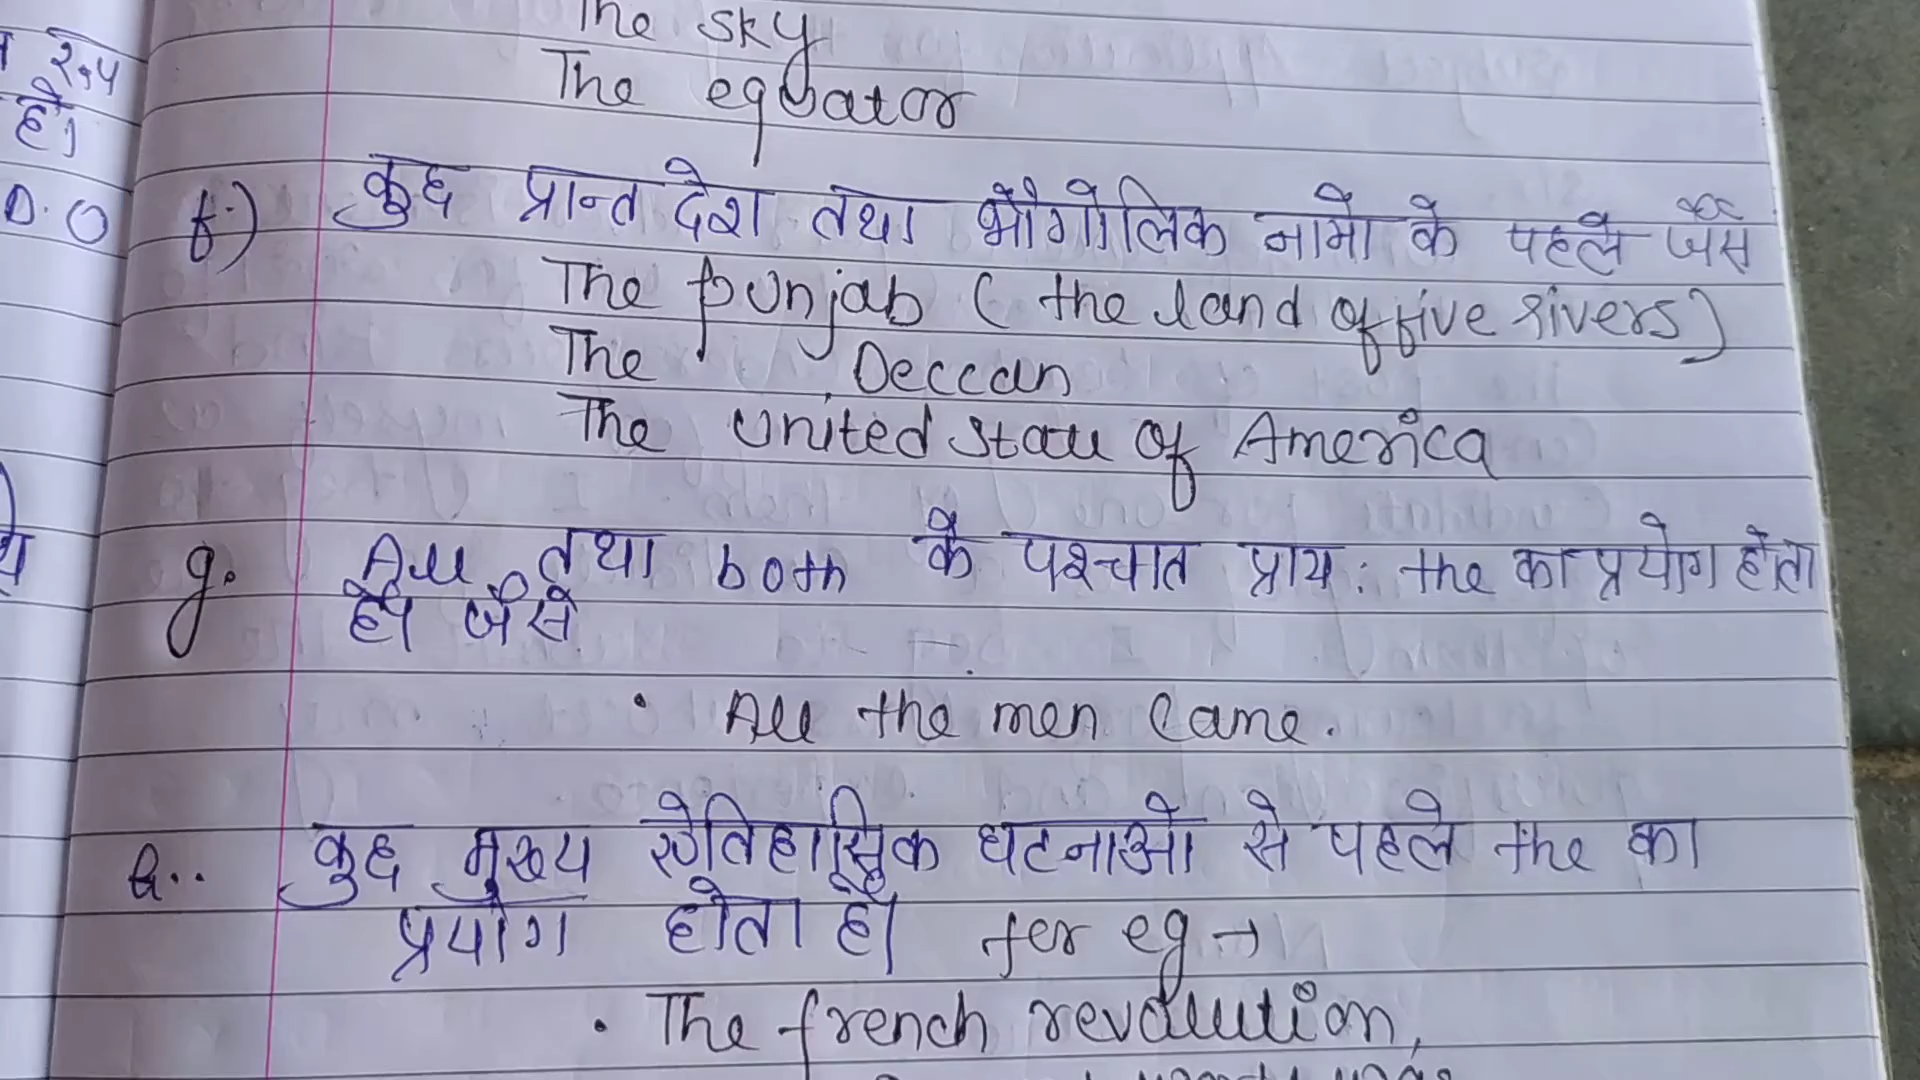 The sky
The equator
f.) कुछ प्रान्त देश तथा भौगोलिक नामो के पहले जैसे
The punjab ( the land of five rivers )
The Deccan
The united state of America
g. All तथा both के पश्चात प्राय : the का प्रयोग होता
है। जैसे
• All the men came.
कुछ मुख्य ऐतिहासिक घटनाओ से पहले the का
प्रयोग होता है। for eg →
• The french revolution,